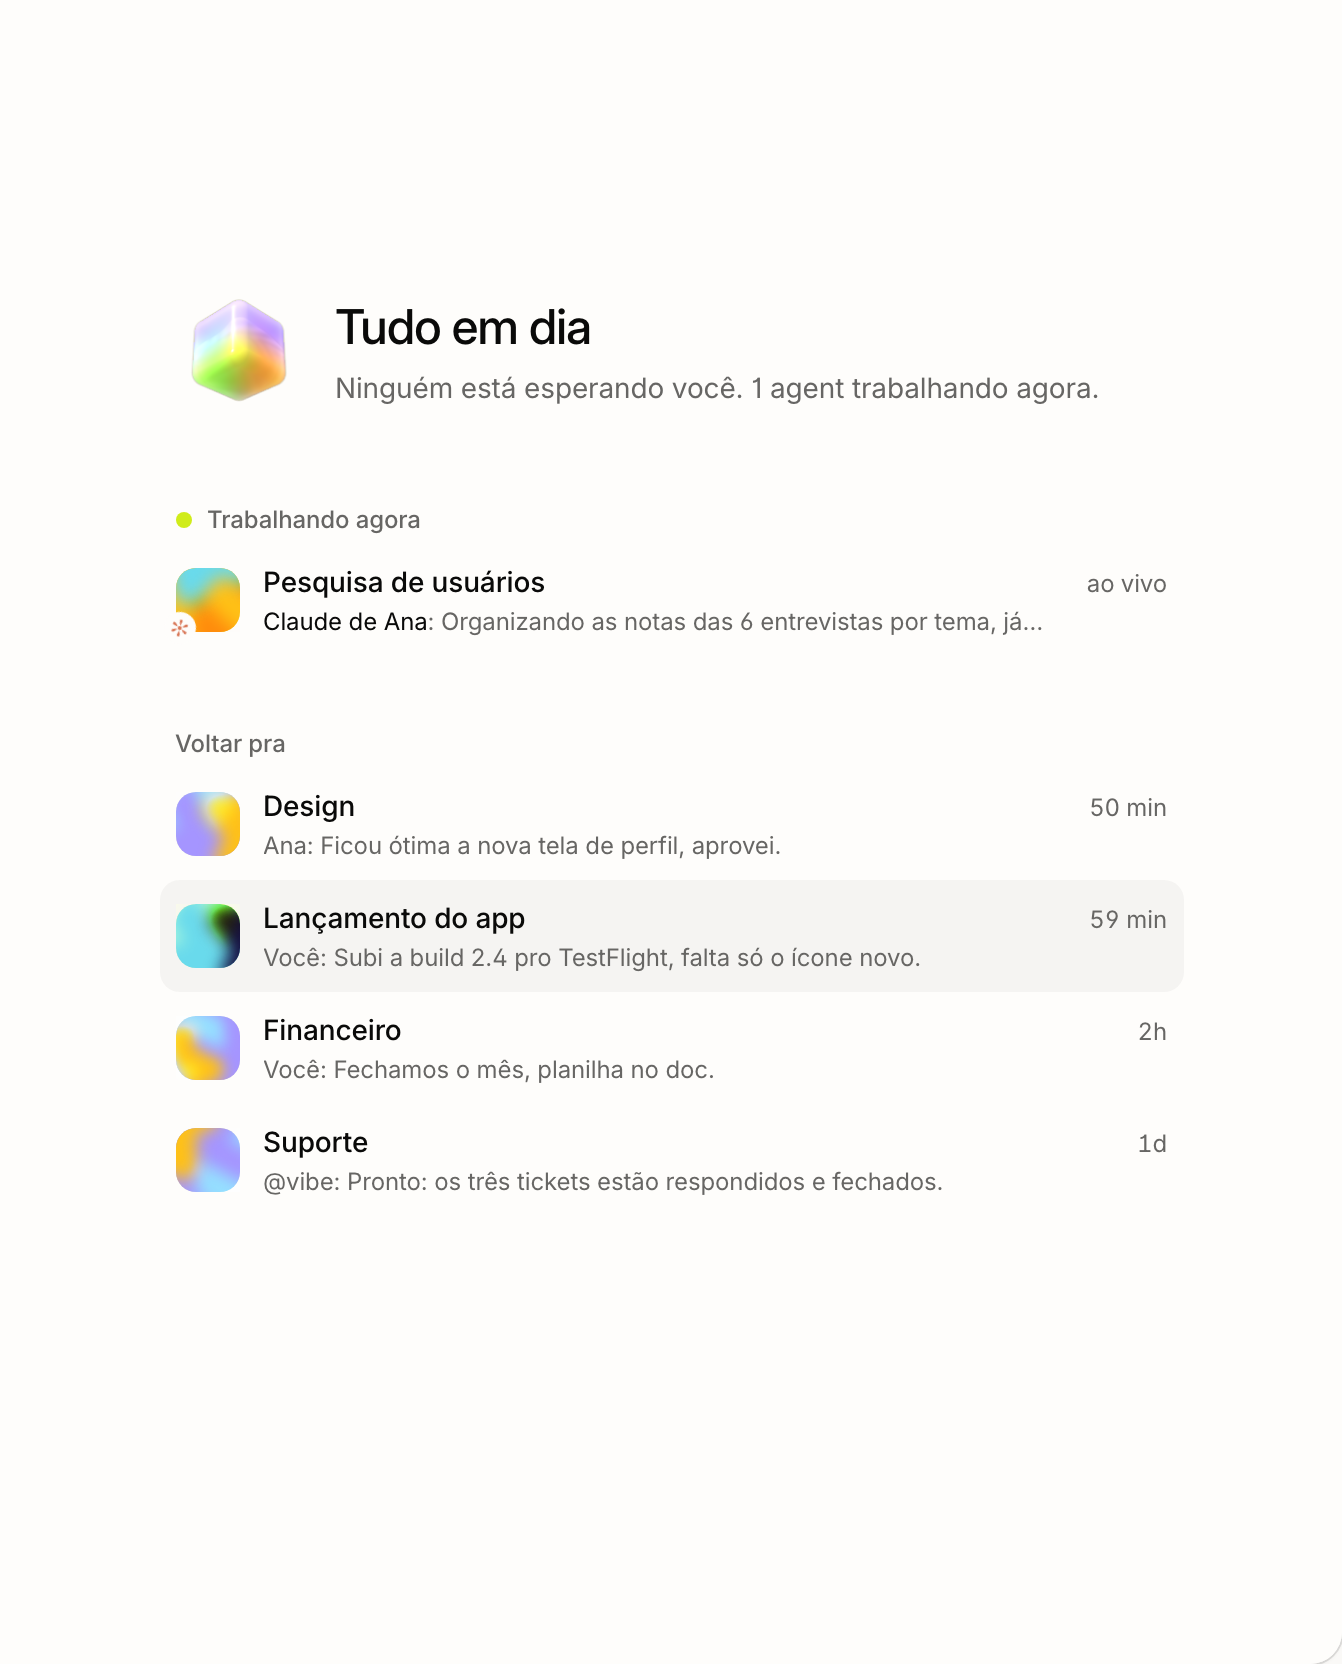 Tudo em dia
Ninguém está esperando você. 1 agent trabalhando agora.
Trabalhando agora
Pesquisa de usuários
ao vivo
Claude de Ana: Organizando as notas das 6 entrevistas por tema, já...
Voltar pra
Design
50 min
Ana: Ficou ótima a nova tela de perfil, aprovei.
Lançamento do app
59 min
Você: Subi a build 2.4 pro TestFlight, falta só o ícone novo.
Financeiro
2h
Você: Fechamos o mês, planilha no doc.
Suporte
1d
@vibe: Pronto: os três tickets estão respondidos e fechados.